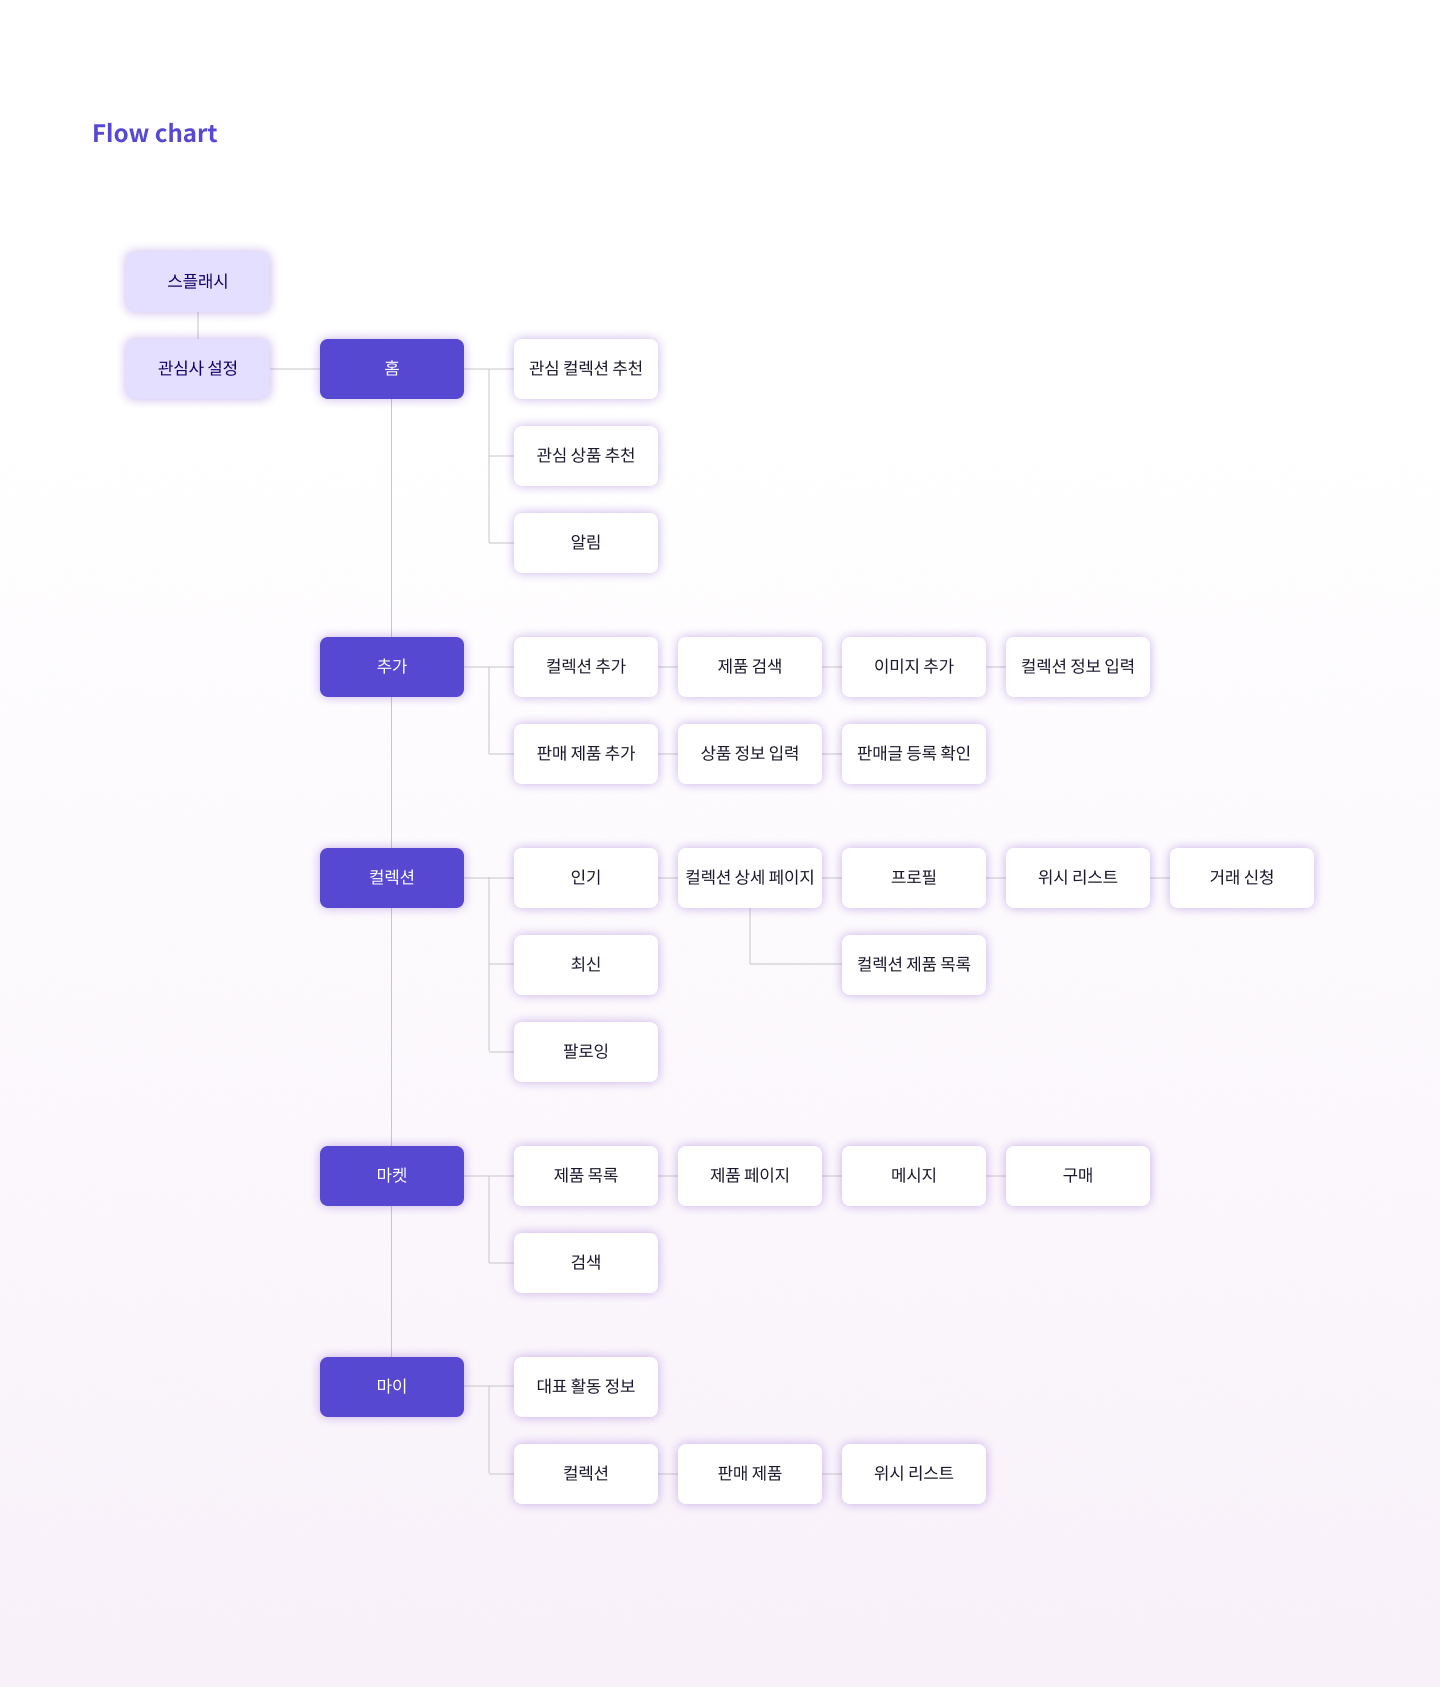 Flow chart
스플래시
관심사 설정
홈
관심 컬렉션 추천
관심 상품 추천
알림
추가
컬렉션 추가
제품 검색
이미지 추가
컬렉션 정보 입력
판매 제품 추가
상품 정보 입력
판매글 등록 확인
컬렉션
인기
컬렉션 상세 페이지
프로필
위시 리스트
거래 신청
최신
컬렉션 제품 목록
팔로잉
마켓
제품 목록
제품 페이지
메시지
구매
검색
마이
대표 활동 정보
컬렉션
판매 제품
위시 리스트